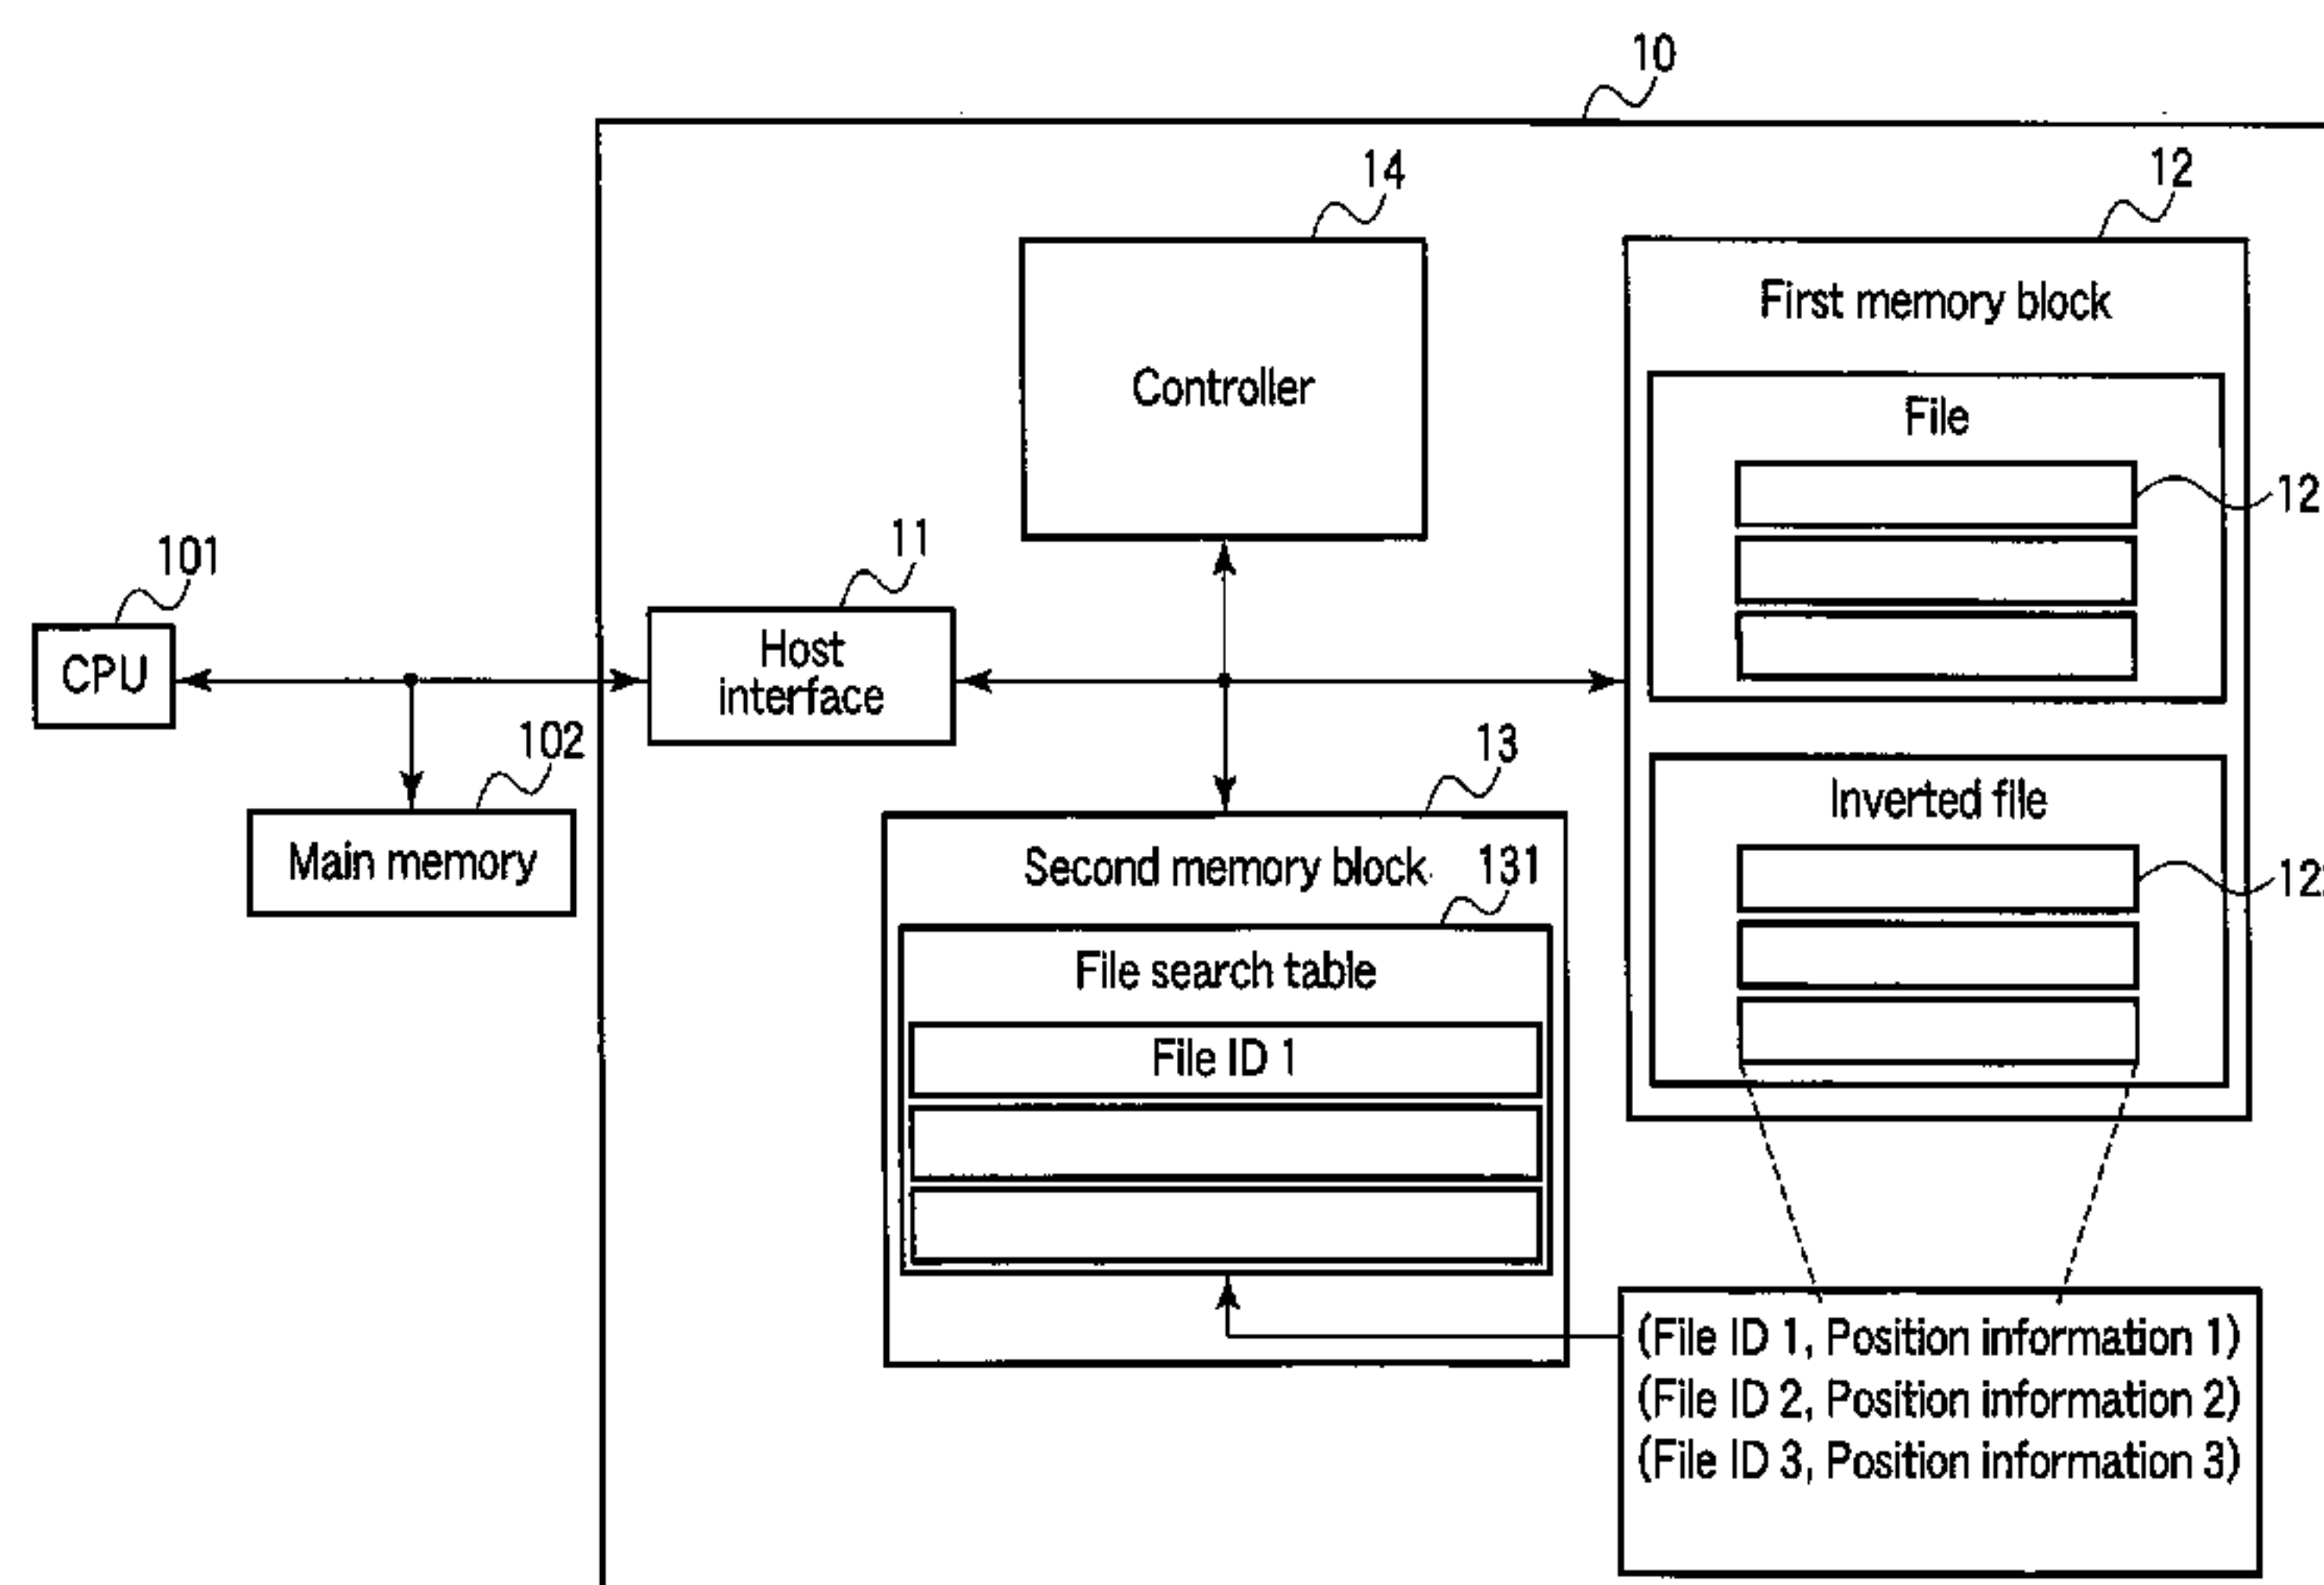 10
14
12
First memory block
Controller
File
12
11
101
Host
interface
CPU
102
13
Inverted file
Main memory
Second memory block
131
12
File search table
File ID 1
(File ID 1, Position information 1)
(File ID 2, Position information 2)
(File ID 3, Position information 3)